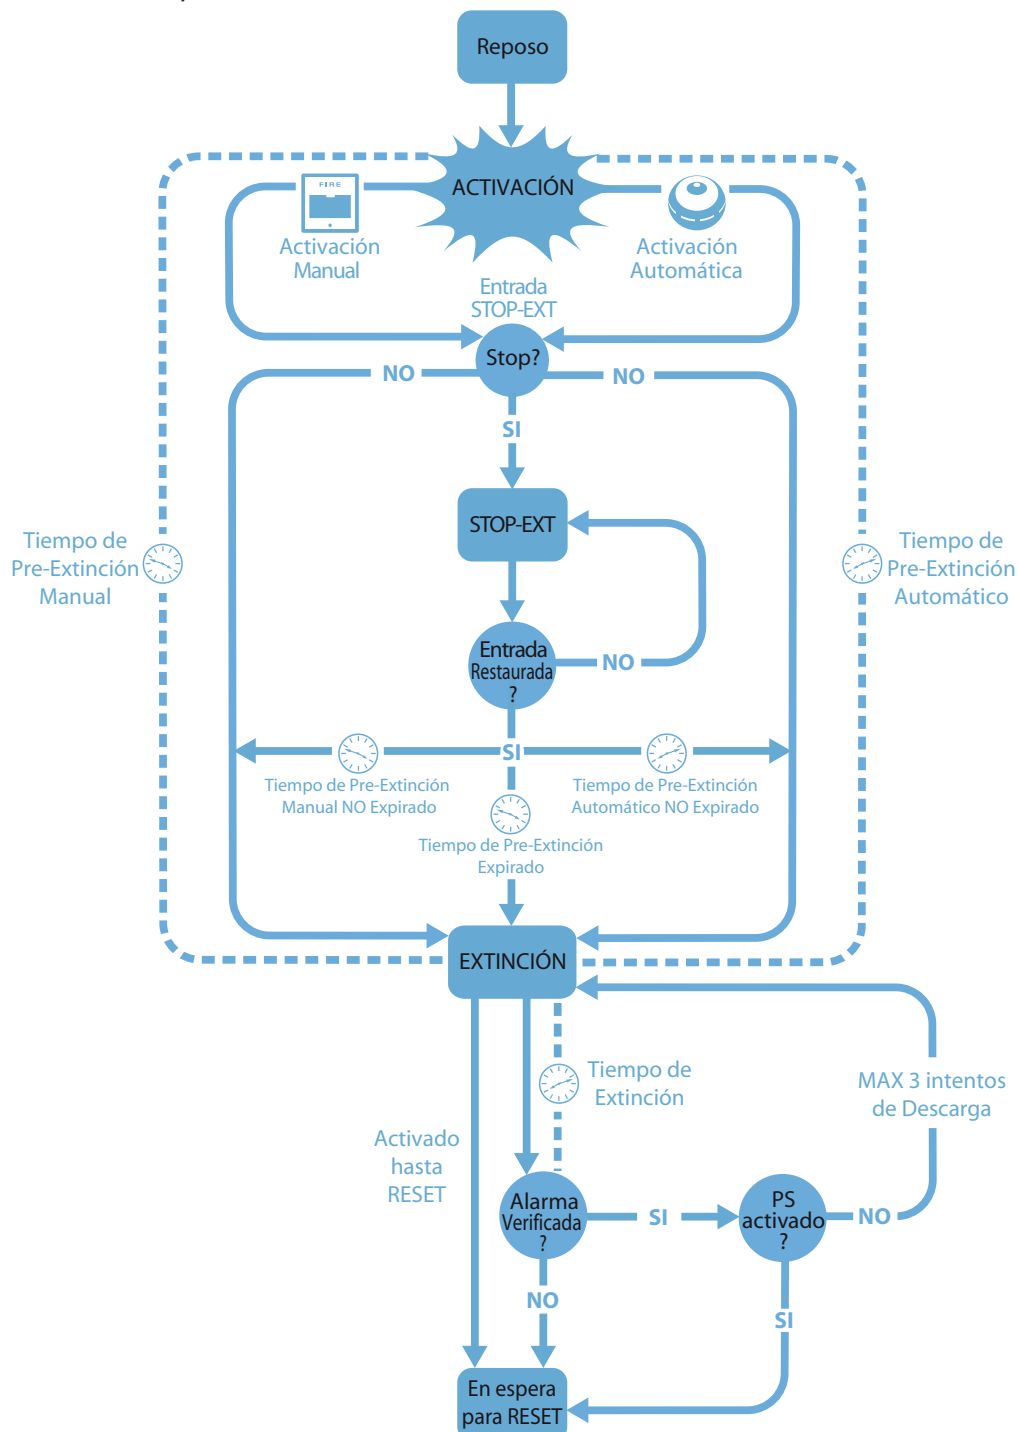 Reposo
ACTIVACIÓN
FIRE
Activación
Manual
Activación
Automática
Entrada
STOP-EXT
Stop?
NO
NO
SI
STOP-EXT
Tiempo de
Pre-Extinción
Manual
Tiempo de
Pre-Extinción
Automático
Entrada
Restaurada
?
NO
SI
Tiempo de Pre-Extinción
Manual NO Expirado
Tiempo de Pre-Extinción
Automático NO Expirado
Tiempo de Pre-Extinción
Expirado
EXTINCIÓN
Tiempo de
Extinción
MAX 3 intentos
de Descarga
Activado
hasta
RESET
Alarma
Verificada
?
SI
PS
activado
?
NO
NO
SI
En espera
para RESET